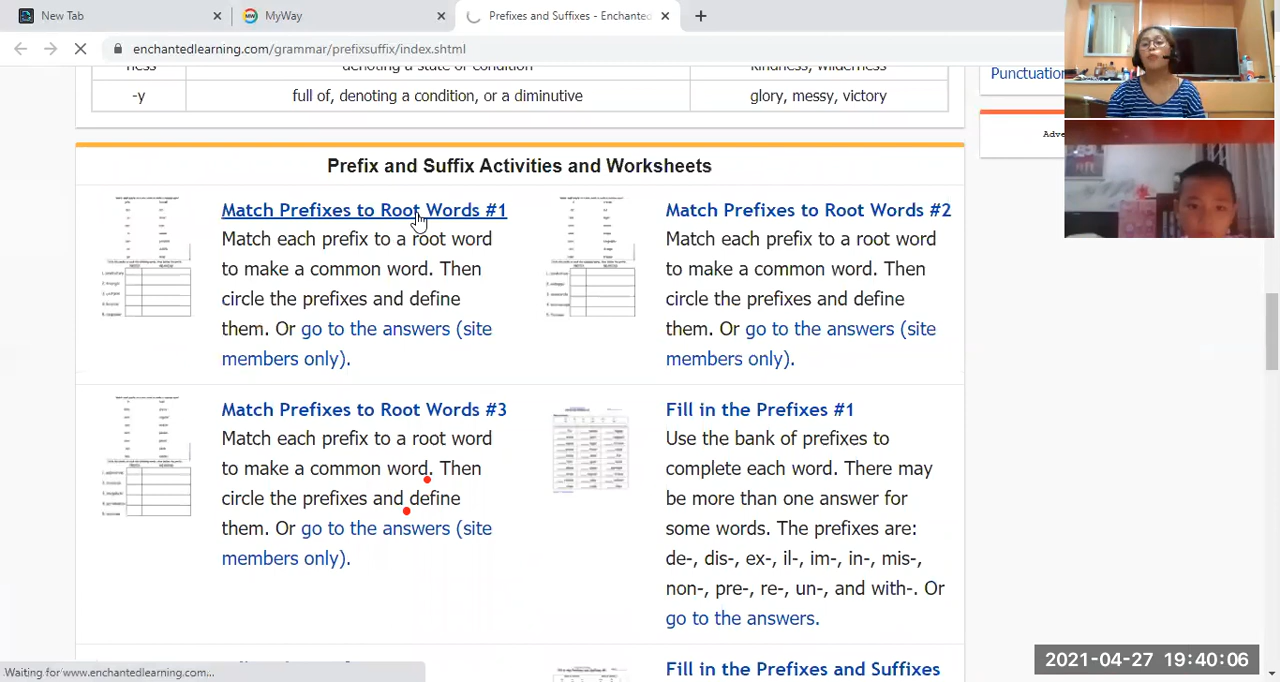 New Tab
MyWay
Prefixes and Suffixes - Enchanted
enchantedlearning.com/grammar/prefixsuffix/index.shtml
ness denoting a state or condition kindness, wilderness
Punctuation
-y full of, denoting a condition, or a diminutive glory, messy, victory
Adve
Prefix and Suffix Activities and Worksheets
Match Prefixes to Root Words #1
Match each prefix to a root word
to make a common word. Then
circle the prefixes and define
them. Or go to the answers (site
members only).
Match Prefixes to Root Words #2
Match each prefix to a root word
to make a common word. Then
circle the prefixes and define
them. Or go to the answers (site
members only).
Match Prefixes to Root Words #3
Match each prefix to a root word
to make a common word. Then
circle the prefixes and define
them. Or go to the answers (site
members only).
Fill in the Prefixes #1
Use the bank of prefixes to
complete each word. There may
be more than one answer for
some words. The prefixes are:
de-, dis-, ex-, il-, im-, in-, mis-,
non-, pre-, re-, un-, and with-. Or
go to the answers.
Fill in the Prefixes and Suffixes
Waiting for www.enchantedlearning.com...
2021-04-27 19:40:06